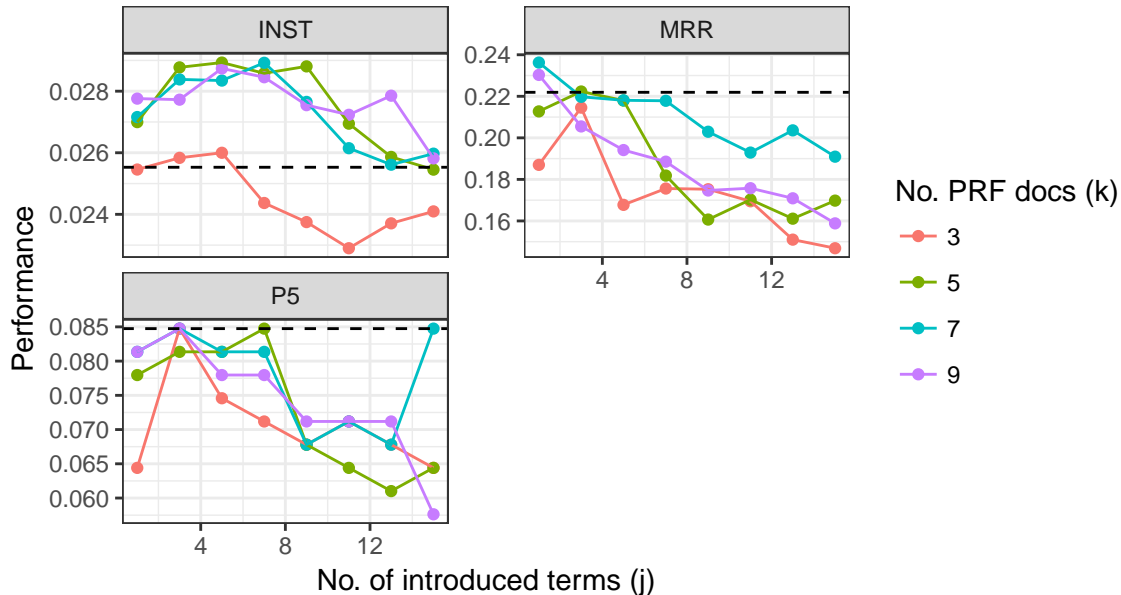 INST
MRR
0.028
0.026
0.024
0.24
0.22
0.20
0.18
0.16
4 8 12
P5
0.085
0.080
0.075
0.070
0.065
0.060
4 8 12
Performance
No. of introduced terms (j)
No. PRF docs (k)
3
5
7
9